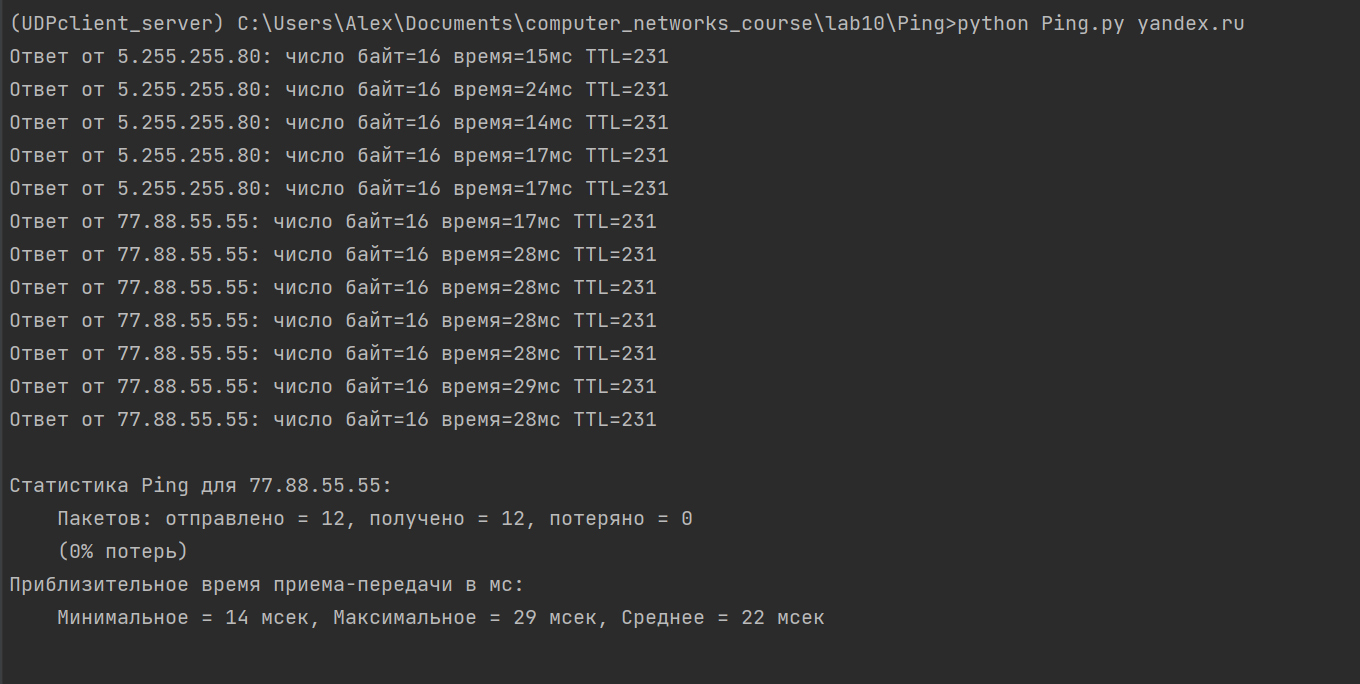 (UDPclient_server) C:\Users\Alex\Documents\computer_networks_course\lab10\Ping>python Ping.py yandex.ru
Ответ от 5.255.255.80: число байт=16 время=15мс TTL=231
Ответ от 5.255.255.80: число байт=16 время=24мс TTL=231
Ответ от 5.255.255.80: число байт=16 время=14мс TTL=231
Ответ от 5.255.255.80: число байт=16 время=17мс TTL=231
Ответ от 5.255.255.80: число байт=16 время=17мс TTL=231
Ответ от 77.88.55.55: число байт=16 время=17мс TTL=231
Ответ от 77.88.55.55: число байт=16 время=28мс TTL=231
Ответ от 77.88.55.55: число байт=16 время=28мс TTL=231
Ответ от 77.88.55.55: число байт=16 время=28мс TTL=231
Ответ от 77.88.55.55: число байт=16 время=28мс TTL=231
Ответ от 77.88.55.55: число байт=16 время=29мс TTL=231
Ответ от 77.88.55.55: число байт=16 время=28мс TTL=231
Статистика Ping для 77.88.55.55:
Пакетов: отправлено = 12, получено = 12, потеряно = 0
(0% потерь)
Приблизительное время приема-передачи в мс:
Минимальное = 14 мсек, Максимальное = 29 мсек, Среднее = 22 мсек